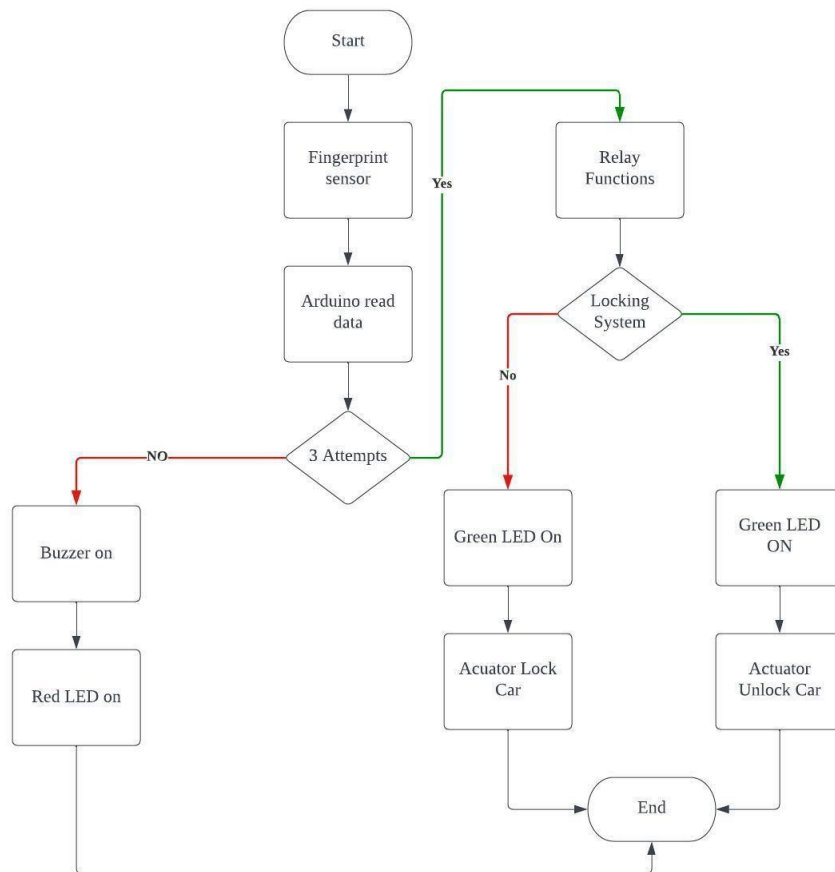 Start
Fingerprint
sensor
Yes
Relay
Functions
Arduino read
data
Locking
System
Yes
No
3 Attempts
NO
Buzzer on
Green LED On
Green LED
ON
Red LED on
Acuator Lock
Car
Actuator
Unlock Car
End